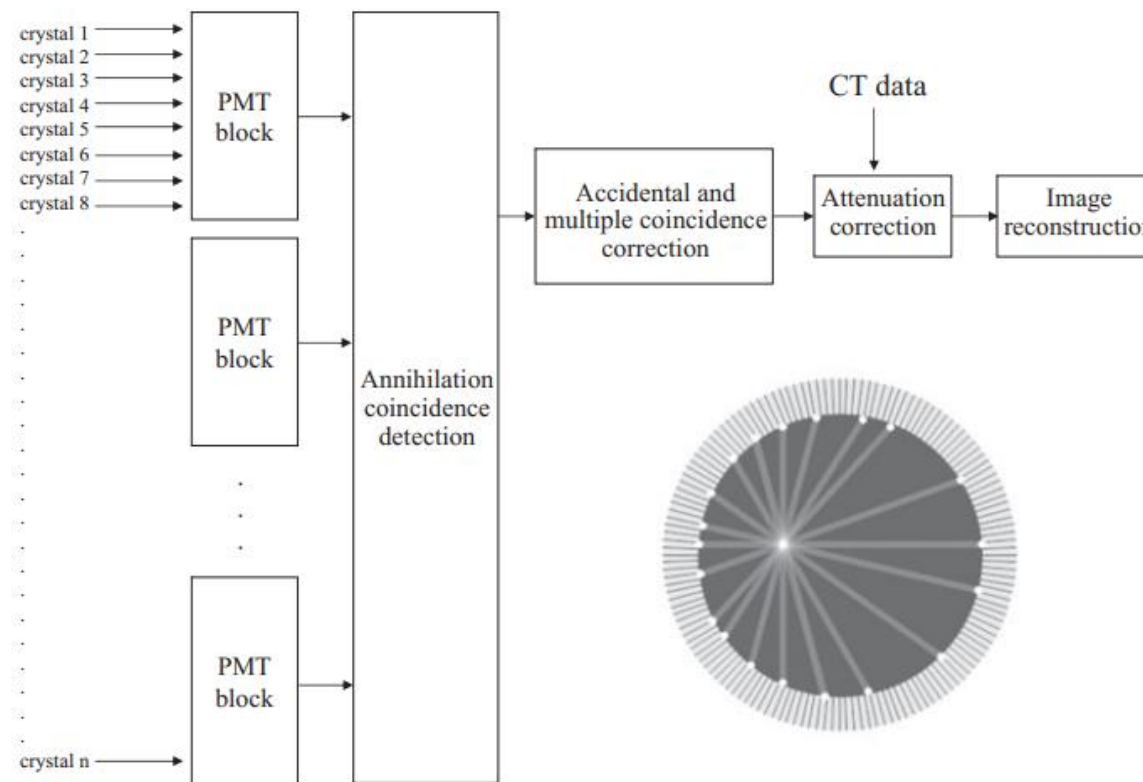 crystal 1
crystal 2
crystal 3
crystal 4
crystal 5
crystal 6
crystal 7
crystal 8
crystal n
PMT
block
PMT
block
PMT
block
Annihilation
coincidence
detection
Accidental and
multiple coincidence
correction
CT data
Attenuation
correction
Image
reconstruction